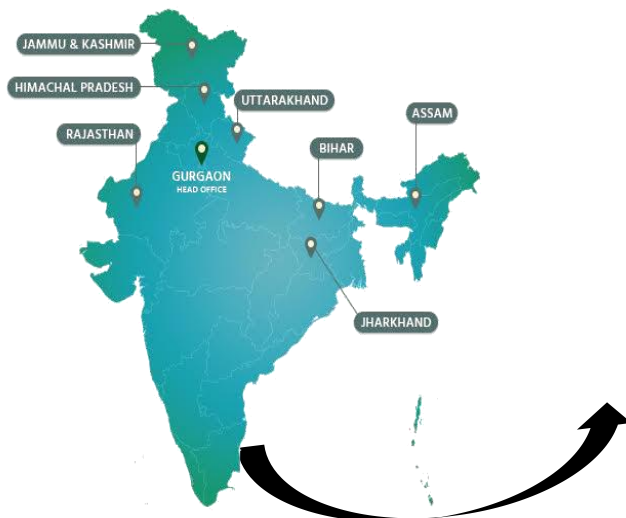 JAMMU & KASHMIR
HIMACHAL PRADESH
UTTARAKHAND
ASSAM
RAJASTHAN
BIHAR
GURGAON
HEAD OFFICE
JHARKHAND